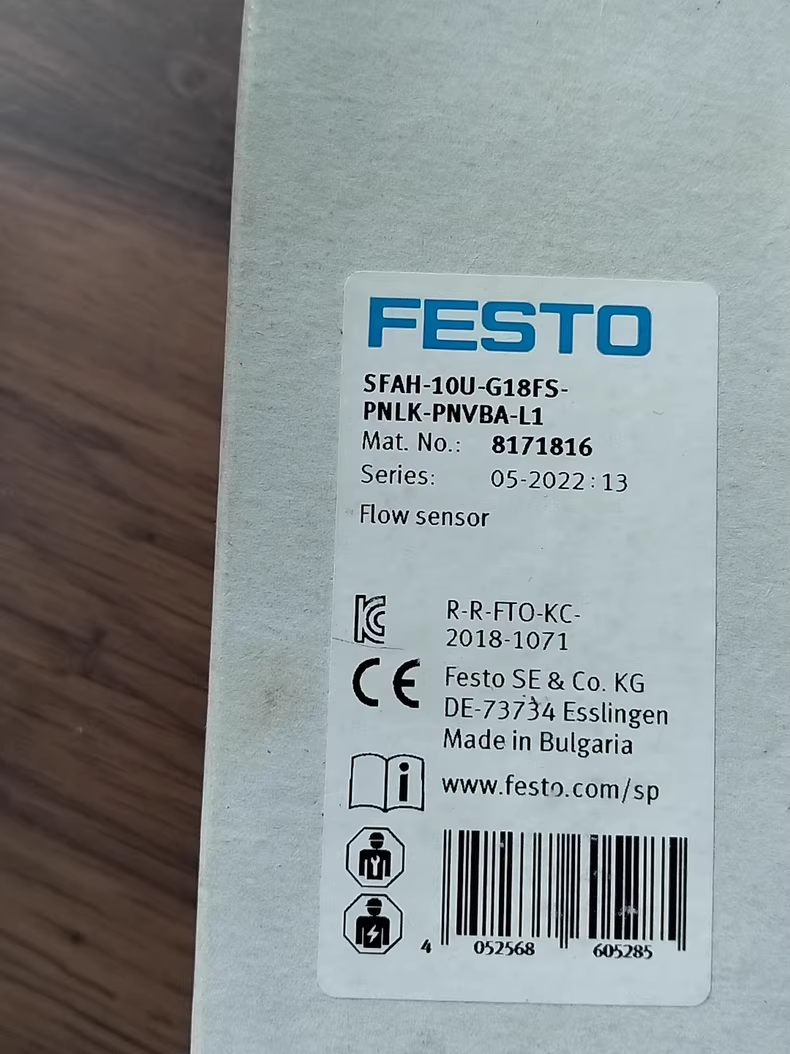 FESTO
SFAH-10U-G18FS-
PNLK-PNVBA-L1
Mat. No.: 8171816
Series: 05-2022:13
Flow sensor
R-R-FTO-KC-
2018-1071
CE Festo SE & Co. KG
DE-73734 Esslingen
Made in Bulgaria
i www.festo.com/sp
4 052568 605285